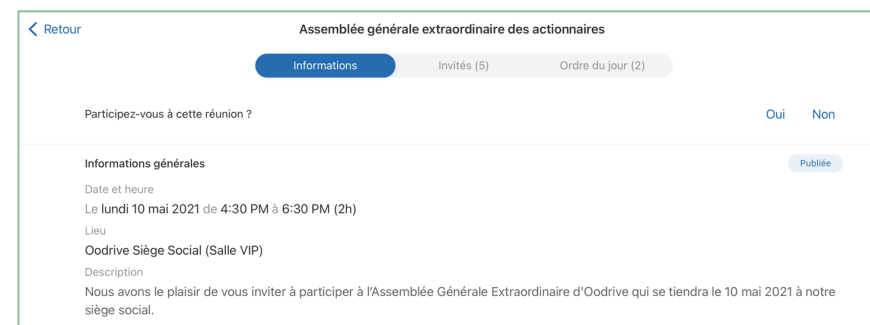 Retour
Assemblée générale extraordinaire des actionnaires
Informations
Invités (5)
Ordre du jour (2)
Participez-vous à cette réunion ?
Oui
Non
Informations générales
Publiée
Date et heure
Le lundi 10 mai 2021 de 4:30 PM à 6:30 PM (2h)
Lieu
Oodrive Siège Social (Salle VIP)
Description
Nous avons le plaisir de vous inviter à participer à l’Assemblée Générale Extraordinaire d'Oodrive qui se tiendra le 10 mai 2021 à notre
siège social.